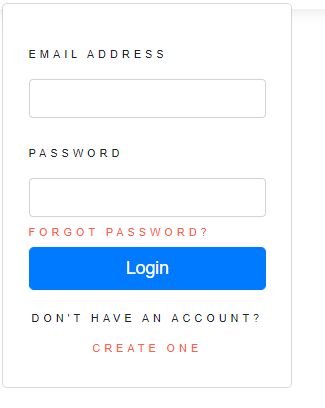 EMAIL ADDRESS
PASSWORD
FORGOT PASSWORD?
Login
DON'T HAVE AN ACCOUNT?
CREATE ONE